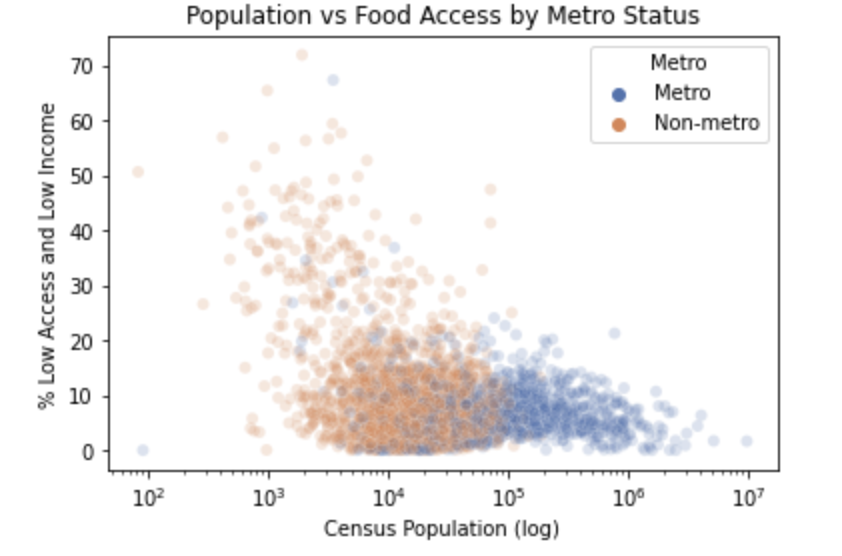 Population vs Food Access by Metro Status
% Low Access and Low Income
70
60
50
40
30
20
10
0
Metro
Metro
Non-metro
10²
10³
10⁴
10⁵
10⁶
10⁷
Census Population (log)